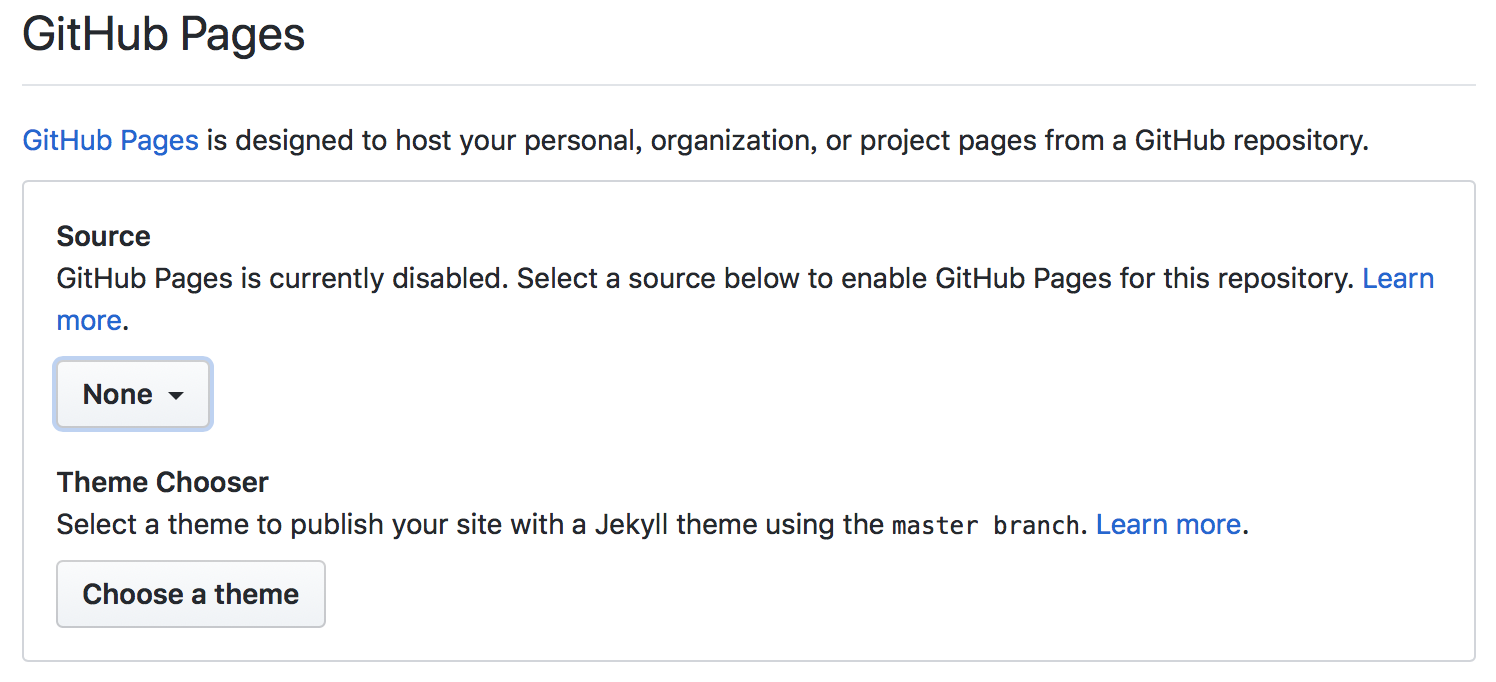 GitHub Pages
GitHub Pages is designed to host your personal, organization, or project pages from a GitHub repository.
Source
GitHub Pages is currently disabled. Select a source below to enable GitHub Pages for this repository. Learn
more.
None
Theme Chooser
Select a theme to publish your site with a Jekyll theme using the master branch. Learn more.
Choose a theme